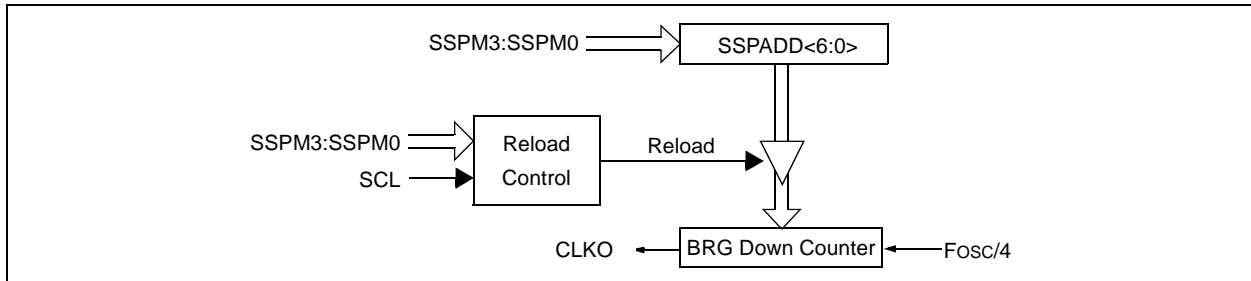 SSPM3:SSPM0
SSPADD<6:0>
SSPM3:SSPM0
SCL
Reload
Control
Reload
CLKO
BRG Down Counter
FOSC/4